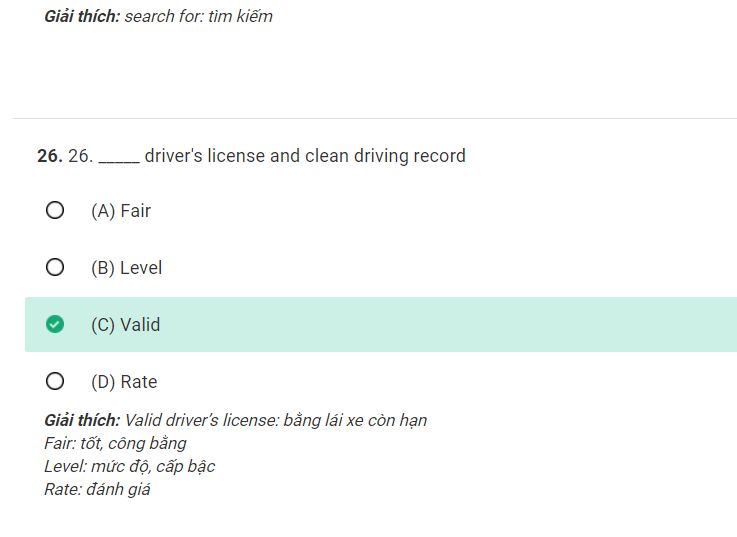 Giải thích: search for: tìm kiếm
26. 26. _____ driver's license and clean driving record
(A) Fair
(B) Level
(C) Valid
(D) Rate
Giải thích: Valid driver's license: bằng lái xe còn hạn
Fair: tốt, công bằng
Level: mức độ, cấp bậc
Rate: đánh giá